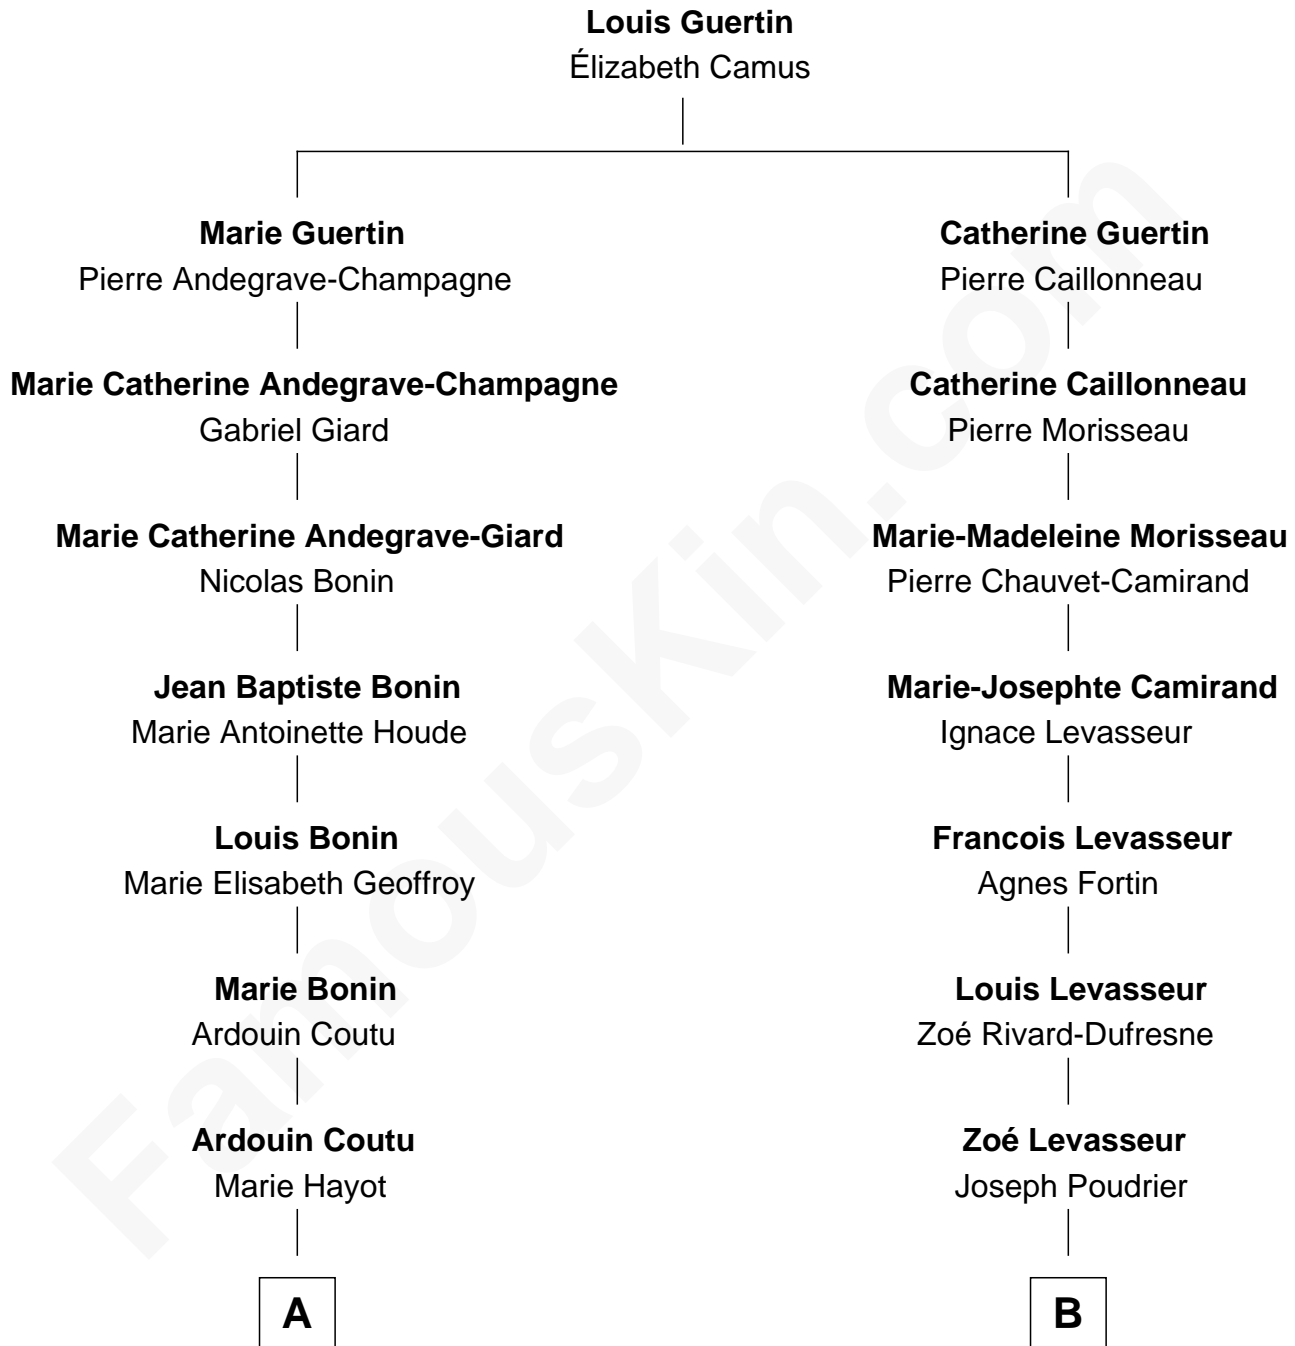 Louis Guertin
Élizabeth Camus
Marie Guertin
Pierre Andegrave-Champagne
Catherine Guertin
Pierre Caillonneau
Marie Catherine Andegrave-Champagne
Gabriel Giard
Catherine Caillonneau
Pierre Morisseau
Marie Catherine Andegrave-Giard
Nicolas Bonin
Marie-Madeleine Morisseau
Pierre Chauvet-Camirand
Jean Baptiste Bonin
Marie Antoinette Houde
Marie-Josephte Camirand
Ignace Levasseur
Louis Bonin
Marie Elisabeth Geoffroy
Francois Levasseur
Agnes Fortin
Marie Bonin
Ardouin Coutu
Louis Levasseur
Zoé Rivard-Dufresne
Ardouin Coutu
Marie Hayot
Zoé Levasseur
Joseph Poudrier
A
B
FamousKin.com